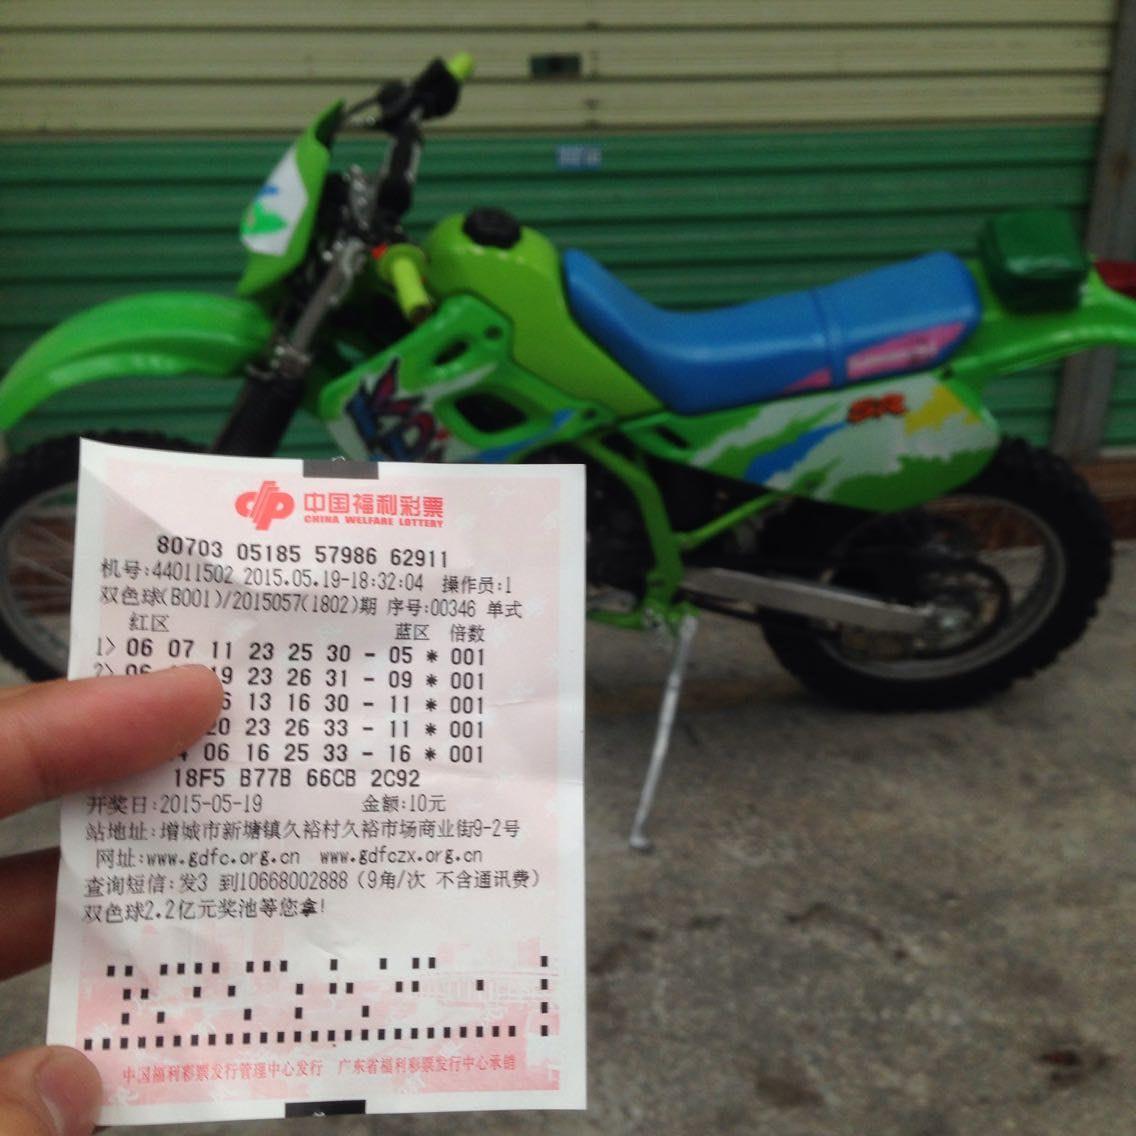 中国福利彩票
CHINA WELFARE LOTTERY
80703 05185 57986 62911
机号:44011502 2015.05.19-18:32:04 操作员:1
双色球(B001)/2015057(1802)期 序号:00346 单式
红区 蓝区 倍数
1> 06 07 11 23 25 30 - 05 * 001
2> 23 26 31 - 09 * 001
13 16 30 - 11 * 001
23 26 33 - 11 * 001
06 16 25 33 - 16 * 001
18F5 B77B 66CB 2C92
开奖日:2015-05-19 金额:10元
站地址:增城市新塘镇久裕村久裕市场商业街9-2号
网址:www.gdfc.org.cn www.gdfczx.org.cn
查询短信:发3 到10668002888 (9角/次 不含通讯费)
双色球2.2亿元奖池等您拿!
中国福利彩票发行管理中心发行 广东省福利彩票发行中心承销
SR